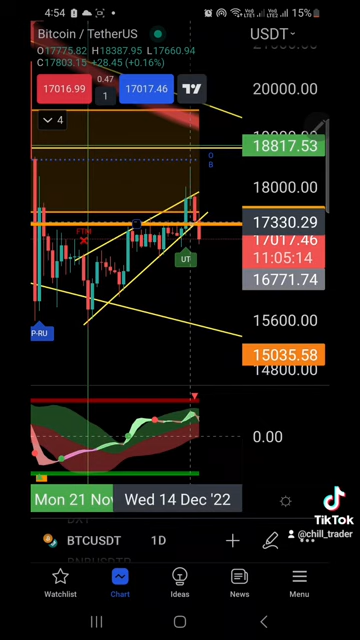 4:54 15%
Bitcoin / TetherUS USDT
O17775.82 H18387.95 L17660.94
C17803.15 +28.45 (+0.16%)
17016.99 0.47 1 17017.46
4
20000.00
18817.53
O
B
18000.00
17330.29
FTM
17017.46
11:05:14
UT
16771.74
15600.00
P-RU
15035.58
14800.00
0.00
Mon 21 Nov Wed 14 Dec '22
TikTok
@chill_trader
BTCUSDT 1D
Watchlist Chart Ideas News Menu